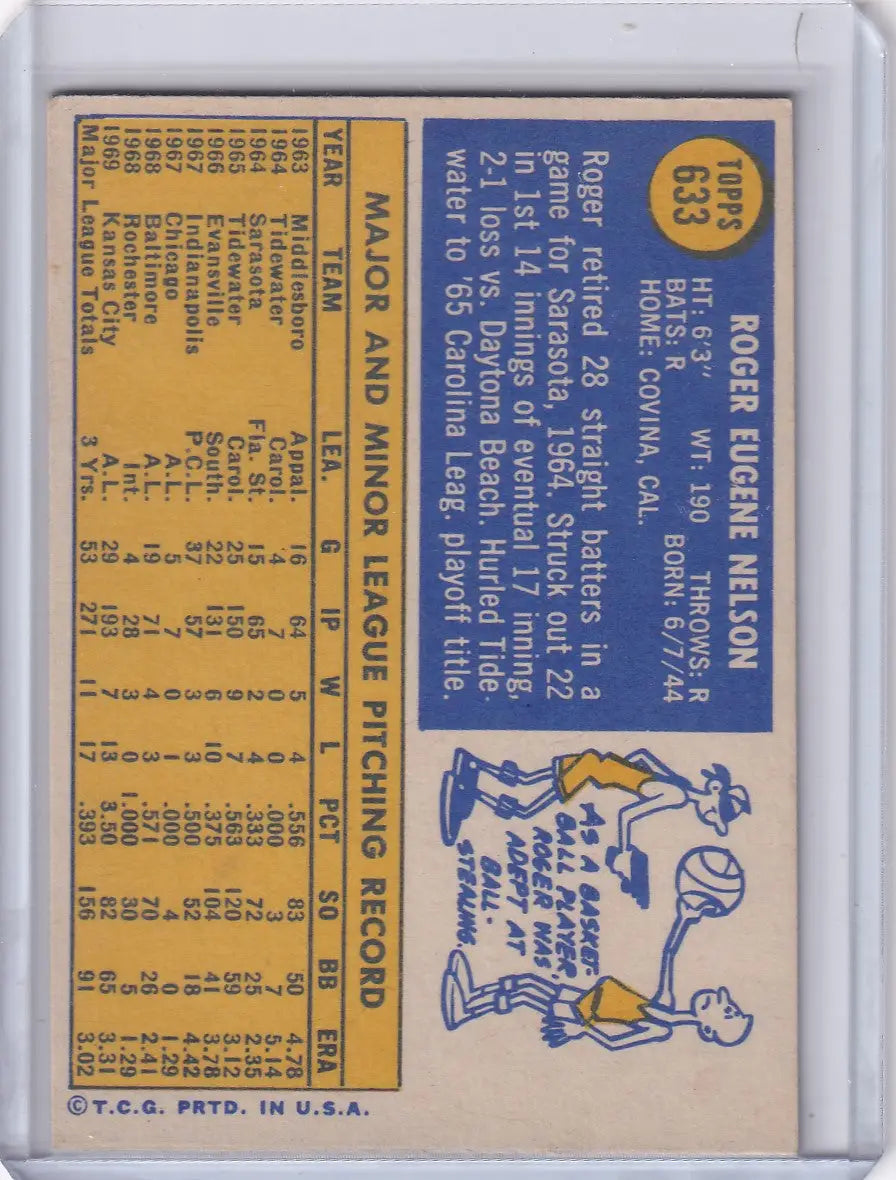 TOPPS
633
ROGER EUGENE NELSON
HT: 6'3" WT: 190 THROWS: R
BATS: R BORN: 6/7/44
HOME: COVINA, CAL.
Roger retired 28 straight batters in a
game for Sarasota, 1964. Struck out 22
in 1st 14 innings of eventual 17 inning,
2-1 loss vs. Daytona Beach. Hurled Tide-
water to '65 Carolina Leag. playoff title.
AS A BASKET-
BALL PLAYER,
ROGER WAS
ADEPT AT
BALL-
STEALING.
MAJOR AND MINOR LEAGUE PITCHING RECORD
YEAR TEAM LEA. G IP W L PCT SO BB ERA
1963 Middlesboro Appal. 16 64 5 4 .556 83 50 4.78
1964 Tidewater Carol. 4 7 0 0 .000 3 7 5.14
1964 Sarasota Fla. St. 15 65 2 4 .333 72 25 2.35
1965 Tidewater Carol. 25 150 9 7 .563 120 59 3.12
1966 Evansville South. 22 131 6 10 .375 104 41 3.78
1967 Indianapolis P.C.L. 37 57 3 3 .500 52 18 4.42
1967 Chicago A.L. 5 7 0 1 .000 4 0 1.29
1968 Baltimore A.L. 19 71 4 3 .571 70 26 2.41
1968 Rochester Int. 4 28 3 0 1.000 30 5 1.29
1969 Kansas City A.L. 29 193 7 13 3.50 82 65 3.31
Major League Totals 3 Yrs. 53 271 11 17 .393 156 91 3.02
©T.C.G. PRTD. IN U.S.A.